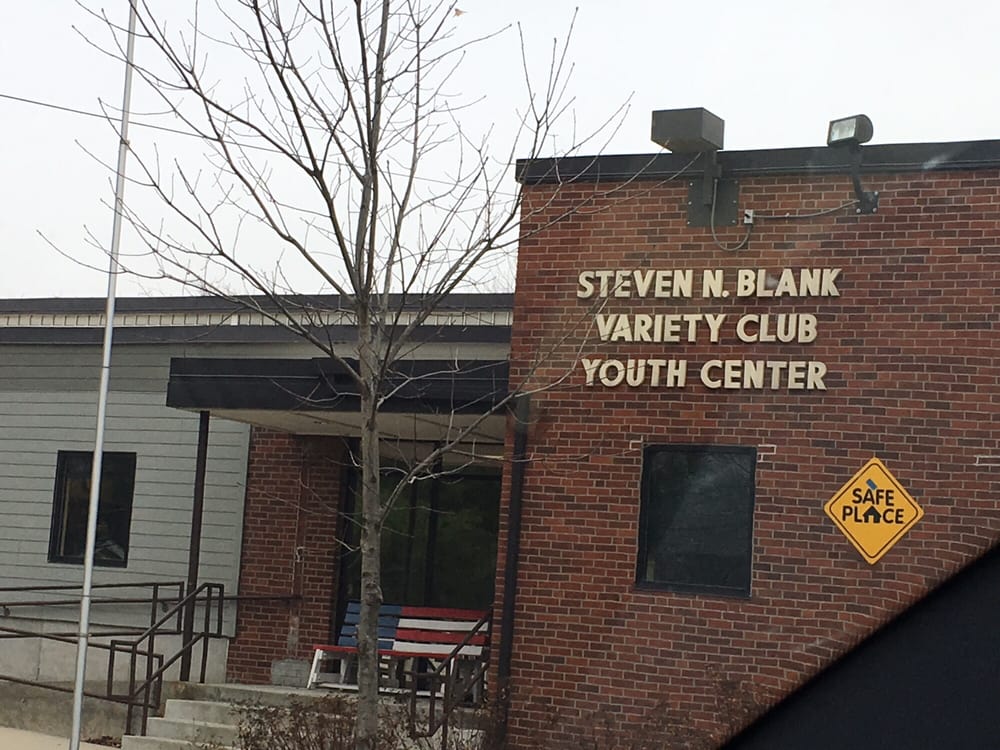 STEVEN N. BLANK
VARIETY CLUB
YOUTH CENTER
SAFE
PLACE